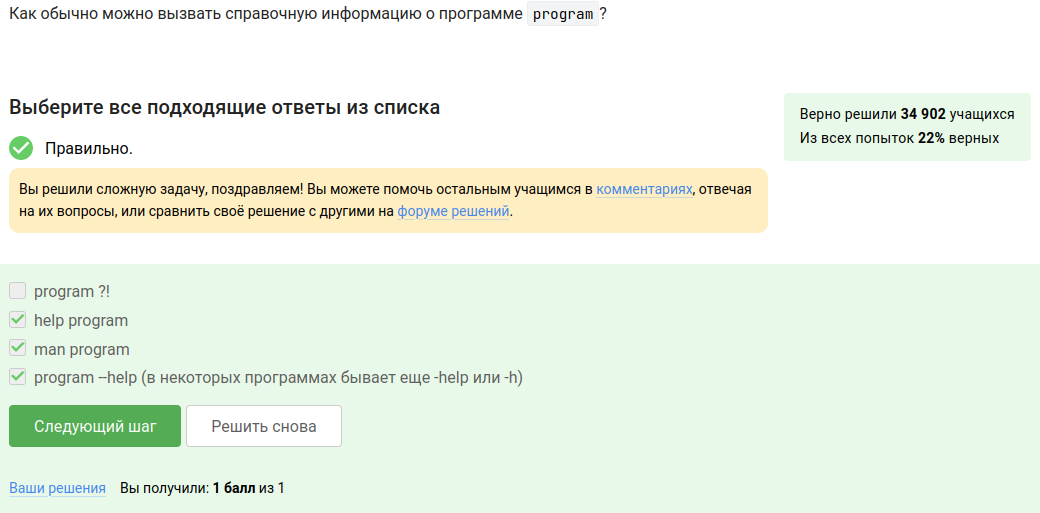 Как обычно можно вызвать справочную информацию о программе program?
Выберите все подходящие ответы из списка
Верно решили 34 902 учащихся
Из всех попыток 22% верных
Правильно.
Вы решили сложную задачу, поздравляем! Вы можете помочь остальным учащимся в комментариях, отвечая
на их вопросы, или сравнить своё решение с другими на форуме решений.
program ?!
help program
man program
program --help (в некоторых программах бывает еще -help или -h)
Следующий шаг
Решить снова
Ваши решения
Вы получили: 1 балл из 1